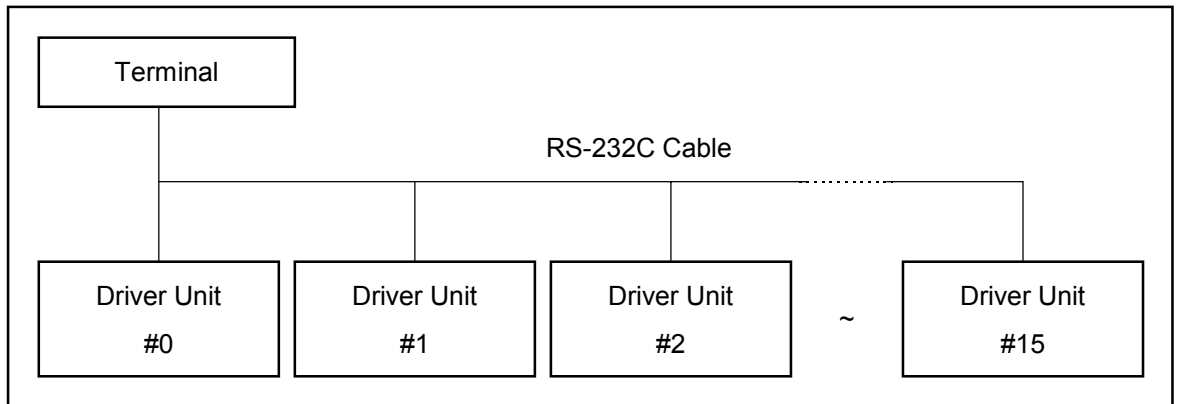 Terminal
RS-232C Cable
Driver Unit
#0
Driver Unit
#1
Driver Unit
#2
~
Driver Unit
#15